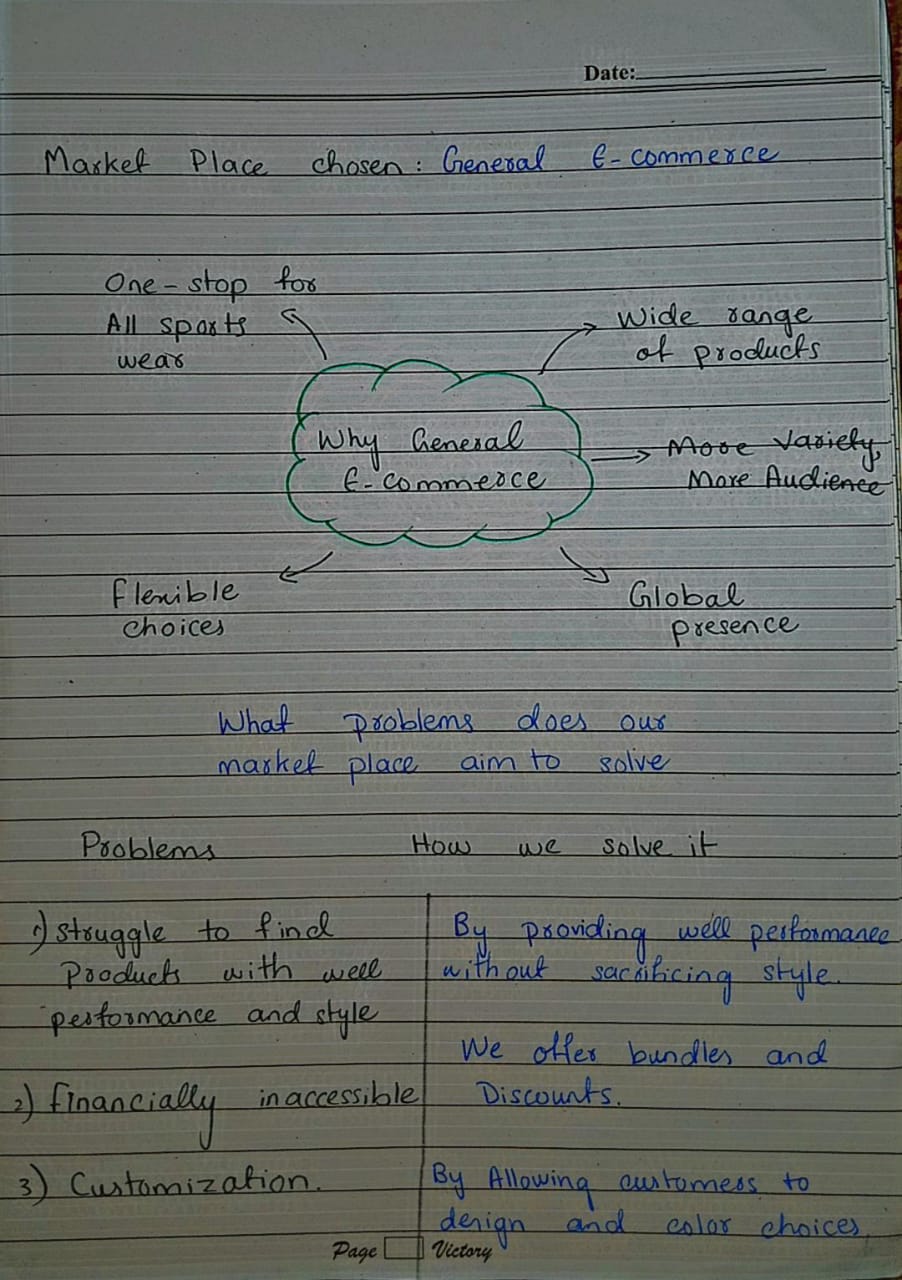 Date:
Market Place chosen: General E-commerce
One-stop for
All sports
wear
Wide range
of products
Why General
E-commerce
More Variety,
More Audience
Flexible
choices
Global
presence
What problems does our
market place aim to solve
Problems How we solve it
1) Struggle to find
Products with well
performance and style
By providing well performance
without sacrificing style.
2) financially inaccessible
We offer bundles and
Discounts.
3) Customization.
By Allowing customers to
design and color choices.
Page Victory